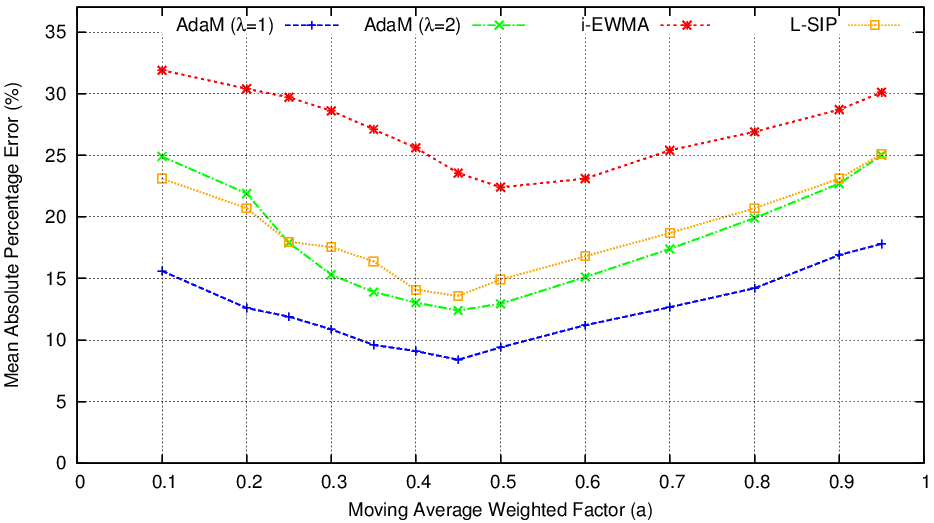 AdaM (λ=1) AdaM (λ=2) i-EWMA L-SIP
Mean Absolute Percentage Error (%)
35
30
25
20
15
10
5
0
0 0.1 0.2 0.3 0.4 0.5 0.6 0.7 0.8 0.9 1
Moving Average Weighted Factor (a)